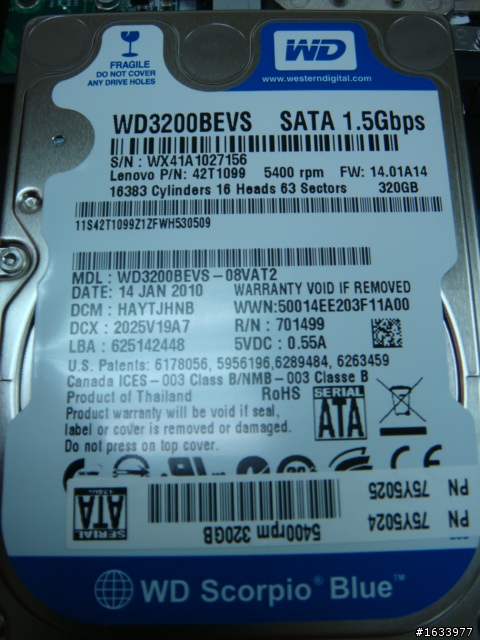 FRAGILE
DO NOT COVER
ANY DRIVE HOLES
WD
www.westerndigital.com
WD3200BEVS SATA 1.5Gbps
S/N : WX41A1027156
Lenovo P/N: 42T1099 5400 rpm FW: 14.01A14
16383 Cylinders 16 Heads 63 Sectors 320GB
11S42T1099Z1ZFWH530509
MDL : WD3200BEVS-08VAT2
DATE: 14 JAN 2010 WARRANTY VOID IF REMOVED
DCM : HAYTJHNB WWN:50014EE203F11A00
DCX : 2025V19A7 R/N : 701499
LBA : 625142448 5VDC : 0.55A
U.S. Patents: 6178056, 5956196,6289484, 6263459
Canada ICES - 003 Class B/NMB - 003 Classe B
Product of Thailand RoHS
SERIAL ATA
Product warranty will be void if seal,
label or cover is removed or damaged.
Do not press on top cover.
PN 75Y5024
PN 75Y5025
5400rpm 320GB
SERIAL ATA
WD Scorpio® Blue™
#1633977